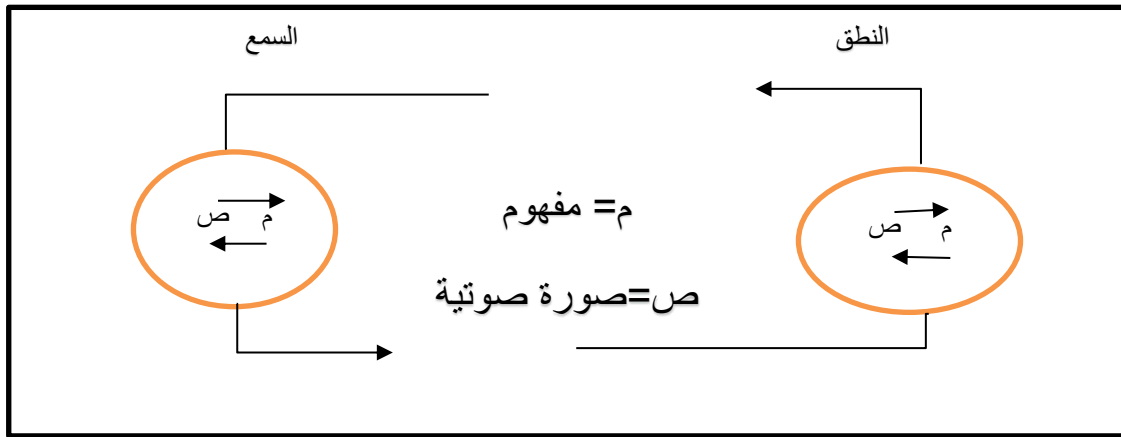 النطق
السمع
م= مفهوم
ص=صورة صوتية
م ص
م ص